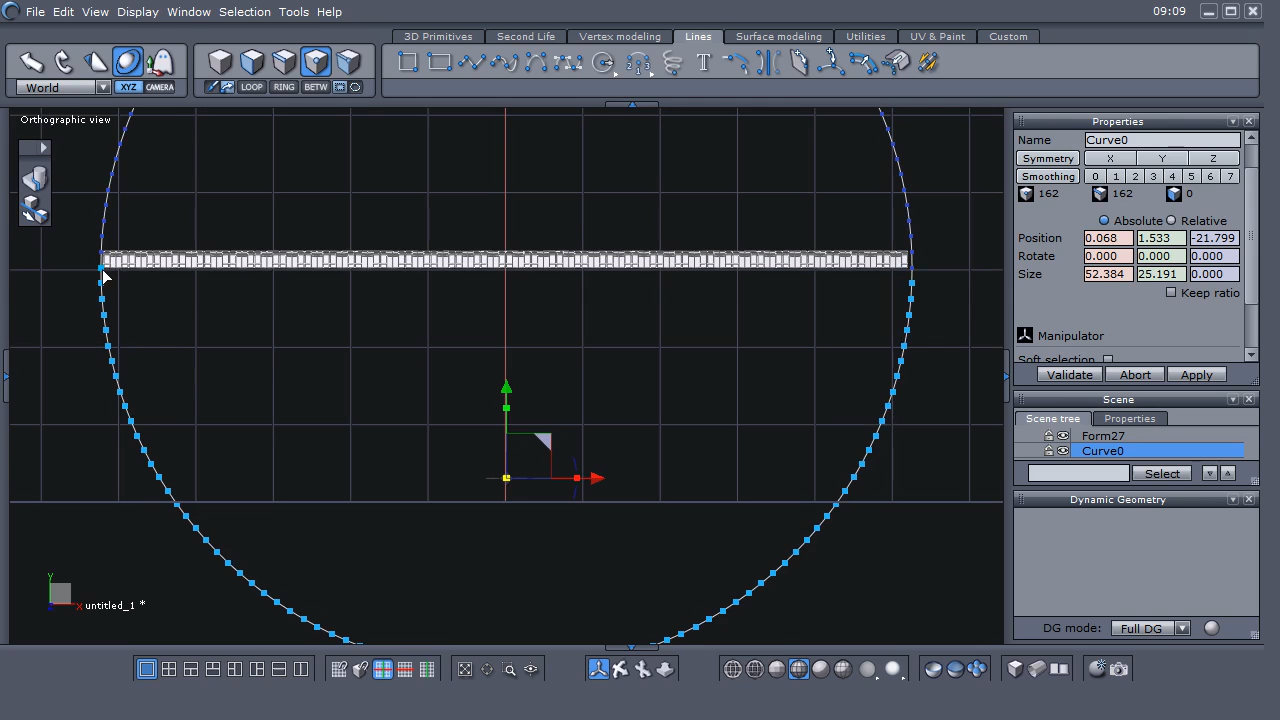 File Edit View Display Window Selection Tools Help 09:09
3D Primitives Second Life Vertex modeling Lines Surface modeling Utilities UV & Paint Custom
World XYZ CAMERA LOOP RING BETW
Orthographic view
Properties
Name Curve0
Symmetry X Y Z
Smoothing 0 1 2 3 4 5 6 7
162 162 0
Absolute Relative
Position 0.068 1.533 -21.799
Rotate 0.000 0.000 0.000
Size 52.384 25.191 0.000
Keep ratio
Manipulator
Soft selection
Validate Abort Apply
Scene
Scene tree Properties
Form27
Curve0
Select
Dynamic Geometry
DG mode: Full DG
Y
X untitled_1 *